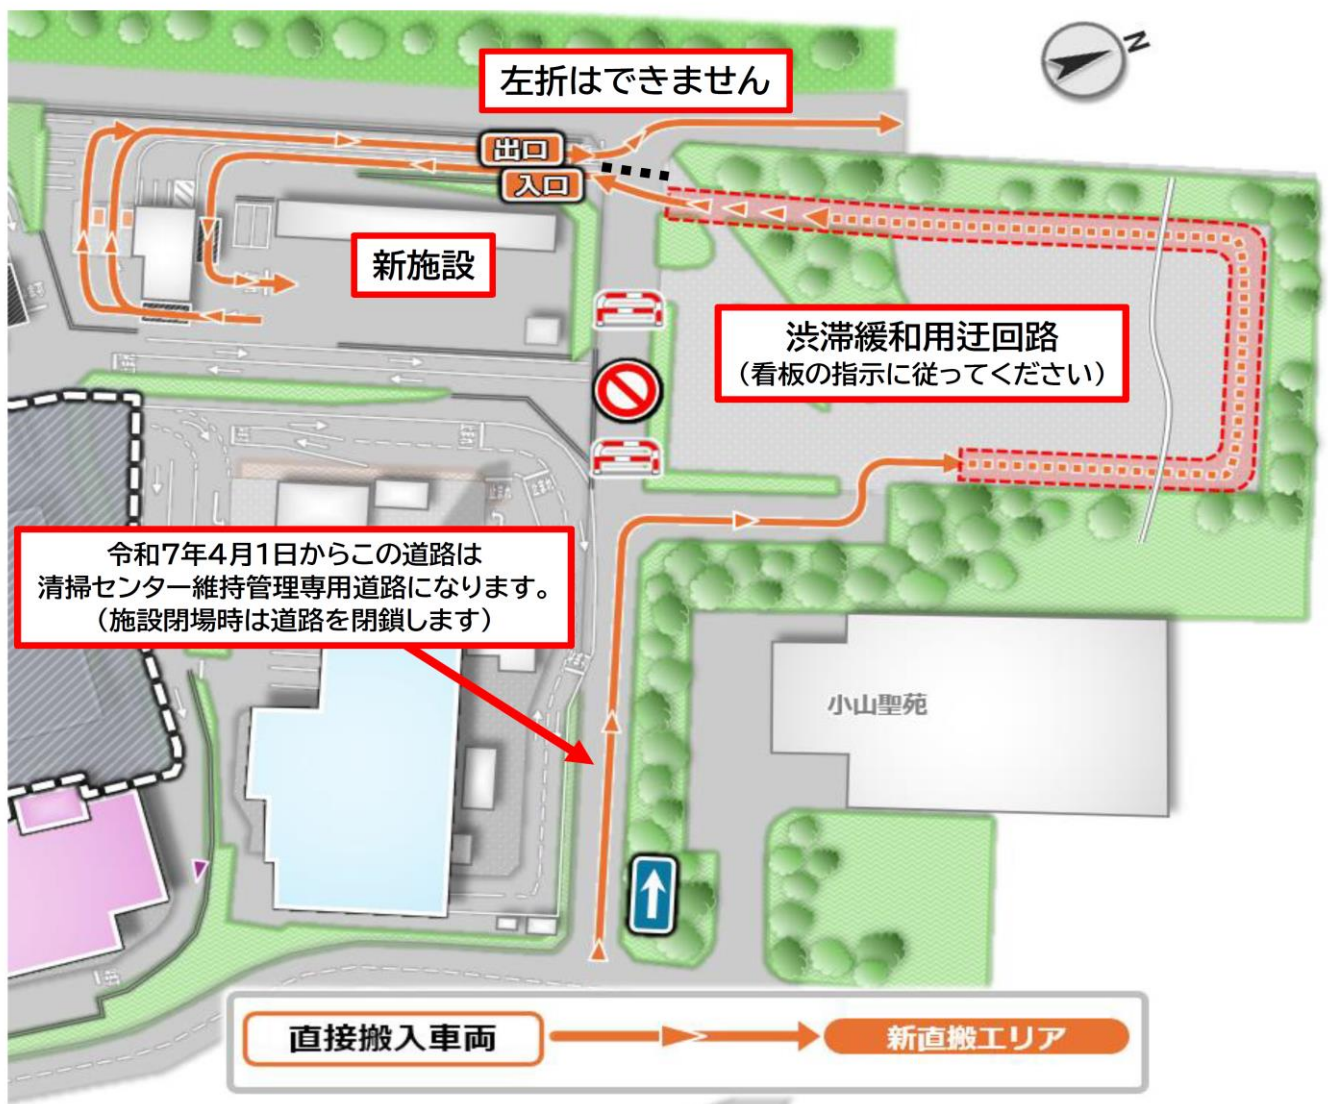 N
左折はできません
出口
入口
新施設
渋滞緩和用迂回路
(看板の指示に従ってください)
令和7年4月1日からこの道路は
清掃センター維持管理専用道路になります。
(施設閉場時は道路を閉鎖します)
小山聖苑
直接搬入車両
新直搬エリア